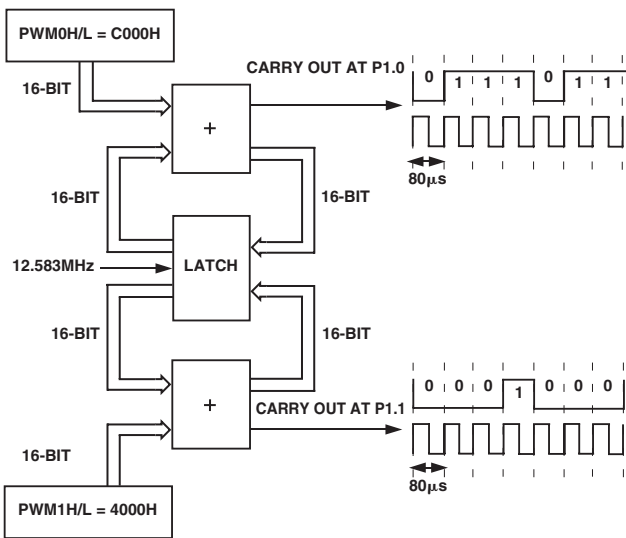 PWM0H/L = C000H
16-BIT
CARRY OUT AT P1.0
0 1 1 1 0 1 1
+
80µs
16-BIT
16-BIT
12.583MHz
LATCH
16-BIT
16-BIT
+
CARRY OUT AT P1.1
0 0 0 1 0 0 0
16-BIT
80µs
PWM1H/L = 4000H